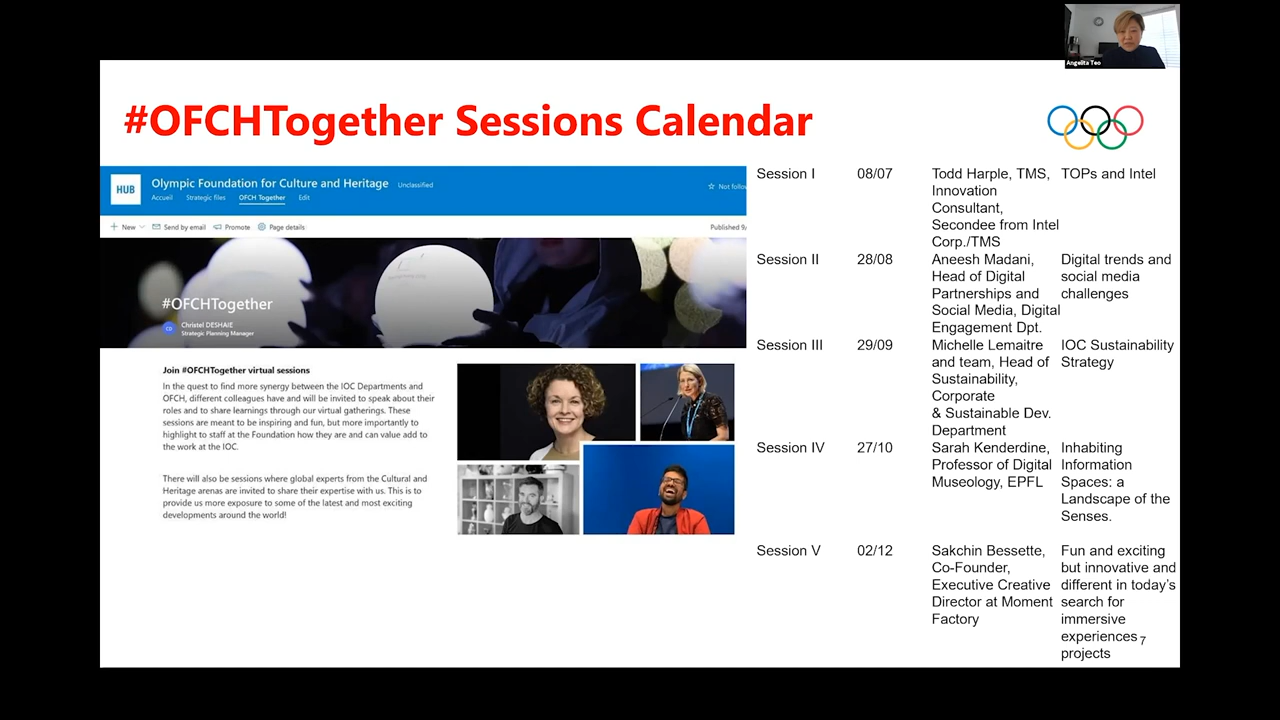 Angelita Teo
#OFCHTogether Sessions Calendar
HUB
Olympic Foundation for Culture and Heritage Unclassified
Accueil Strategic files OFCH Together Edit
Not follow
New Send by email Promote Page details
Published 9/
#OFCHTogether
CD
Christel DESHAIE
Strategic Planning Manager
Join #OFCHTogether virtual sessions
In the quest to find more synergy between the IOC Departments and
OFCH, different colleagues have and will be invited to speak about their
roles and to share learnings through our virtual gatherings. These
sessions are meant to be inspiring and fun, but more importantly to
highlight to staff at the Foundation how they are and can value add to
the work at the IOC.
There will also be sessions where global experts from the Cultural and
Heritage arenas are invited to share their expertise with us. This is to
provide us more exposure to some of the latest and most exciting
developments around the world!
Session I 08/07
Todd Harple, TMS,
Innovation
Consultant,
Secondee from Intel
Corp./TMS
TOPs and Intel
Session II 28/08
Aneesh Madani,
Head of Digital
Partnerships and
Social Media, Digital
Engagement Dpt.
Digital trends and
social media
challenges
Session III 29/09
Michelle Lemaitre
and team, Head of
Sustainability,
Corporate
& Sustainable Dev.
Department
IOC Sustainability
Strategy
Session IV 27/10
Sarah Kenderdine,
Professor of Digital
Museology, EPFL
Inhabiting
Information
Spaces: a
Landscape of the
Senses.
Session V 02/12
Sakchin Bessette,
Co-Founder,
Executive Creative
Director at Moment
Factory
Fun and exciting
but innovative and
different in today's
search for
immersive
experiences
projects
7